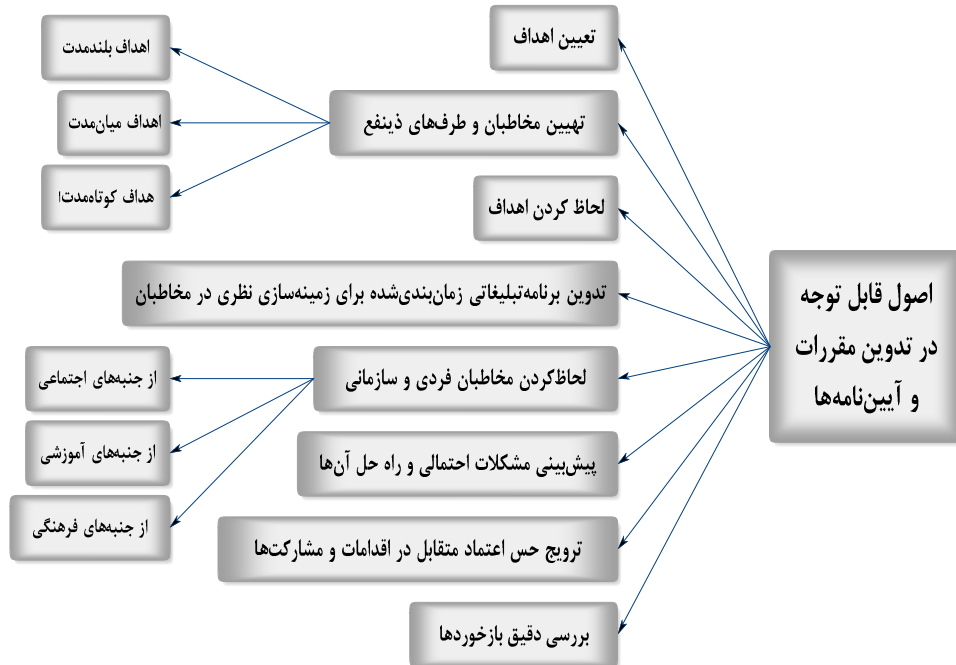 اصول قابل توجه
در تدوین مقررات
و آیین‌نامه‌ها
تعیین اهداف
تهیین مخاطبان و طرف‌های ذینفع
اهداف بلندمدت
اهداف میان‌مدت
هداف کوتاه‌مدت‌ا
لحاظ کردن اهداف
تدوین برنامه‌تبلیغاتی زمان‌بندی‌شده برای زمینه‌سازی نظری در مخاطبان
لحاظ‌کردن مخاطبان فردی و سازمانی
از جنبه‌های اجتماعی
از جنبه‌های آموزشی
از جنبه‌های فرهنگی
پیش‌بینی مشکلات احتمالی و راه حل آن‌ها
ترویج حس اعتماد متقابل در اقدامات و مشارکت‌ها
بررسی دقیق بازخوردها